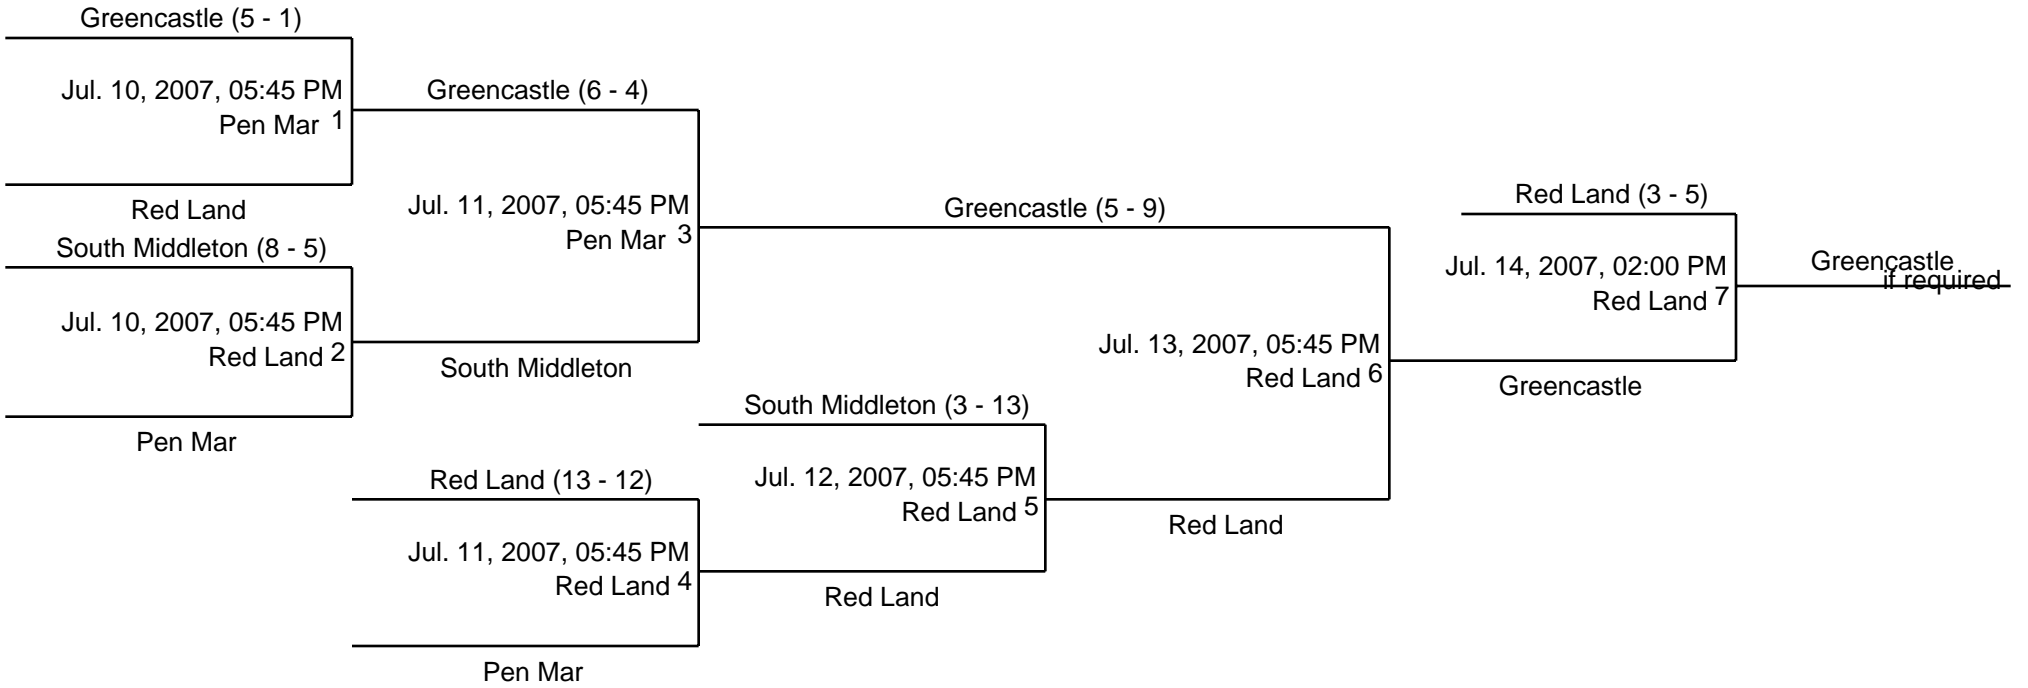 Greencastle (5 - 1)
Jul. 10, 2007, 05:45 PM
Pen Mar 1
Red Land
South Middleton (8 - 5)
Jul. 10, 2007, 05:45 PM
Red Land 2
Pen Mar
Greencastle (6 - 4)
Jul. 11, 2007, 05:45 PM
Pen Mar 3
South Middleton
Red Land (13 - 12)
Jul. 11, 2007, 05:45 PM
Red Land 4
Pen Mar
South Middleton (3 - 13)
Jul. 12, 2007, 05:45 PM
Red Land 5
Red Land
Greencastle (5 - 9)
Jul. 13, 2007, 05:45 PM
Red Land 6
Red Land
Red Land (3 - 5)
Jul. 14, 2007, 02:00 PM
Red Land 7
Greencastle
Greencastle
if required